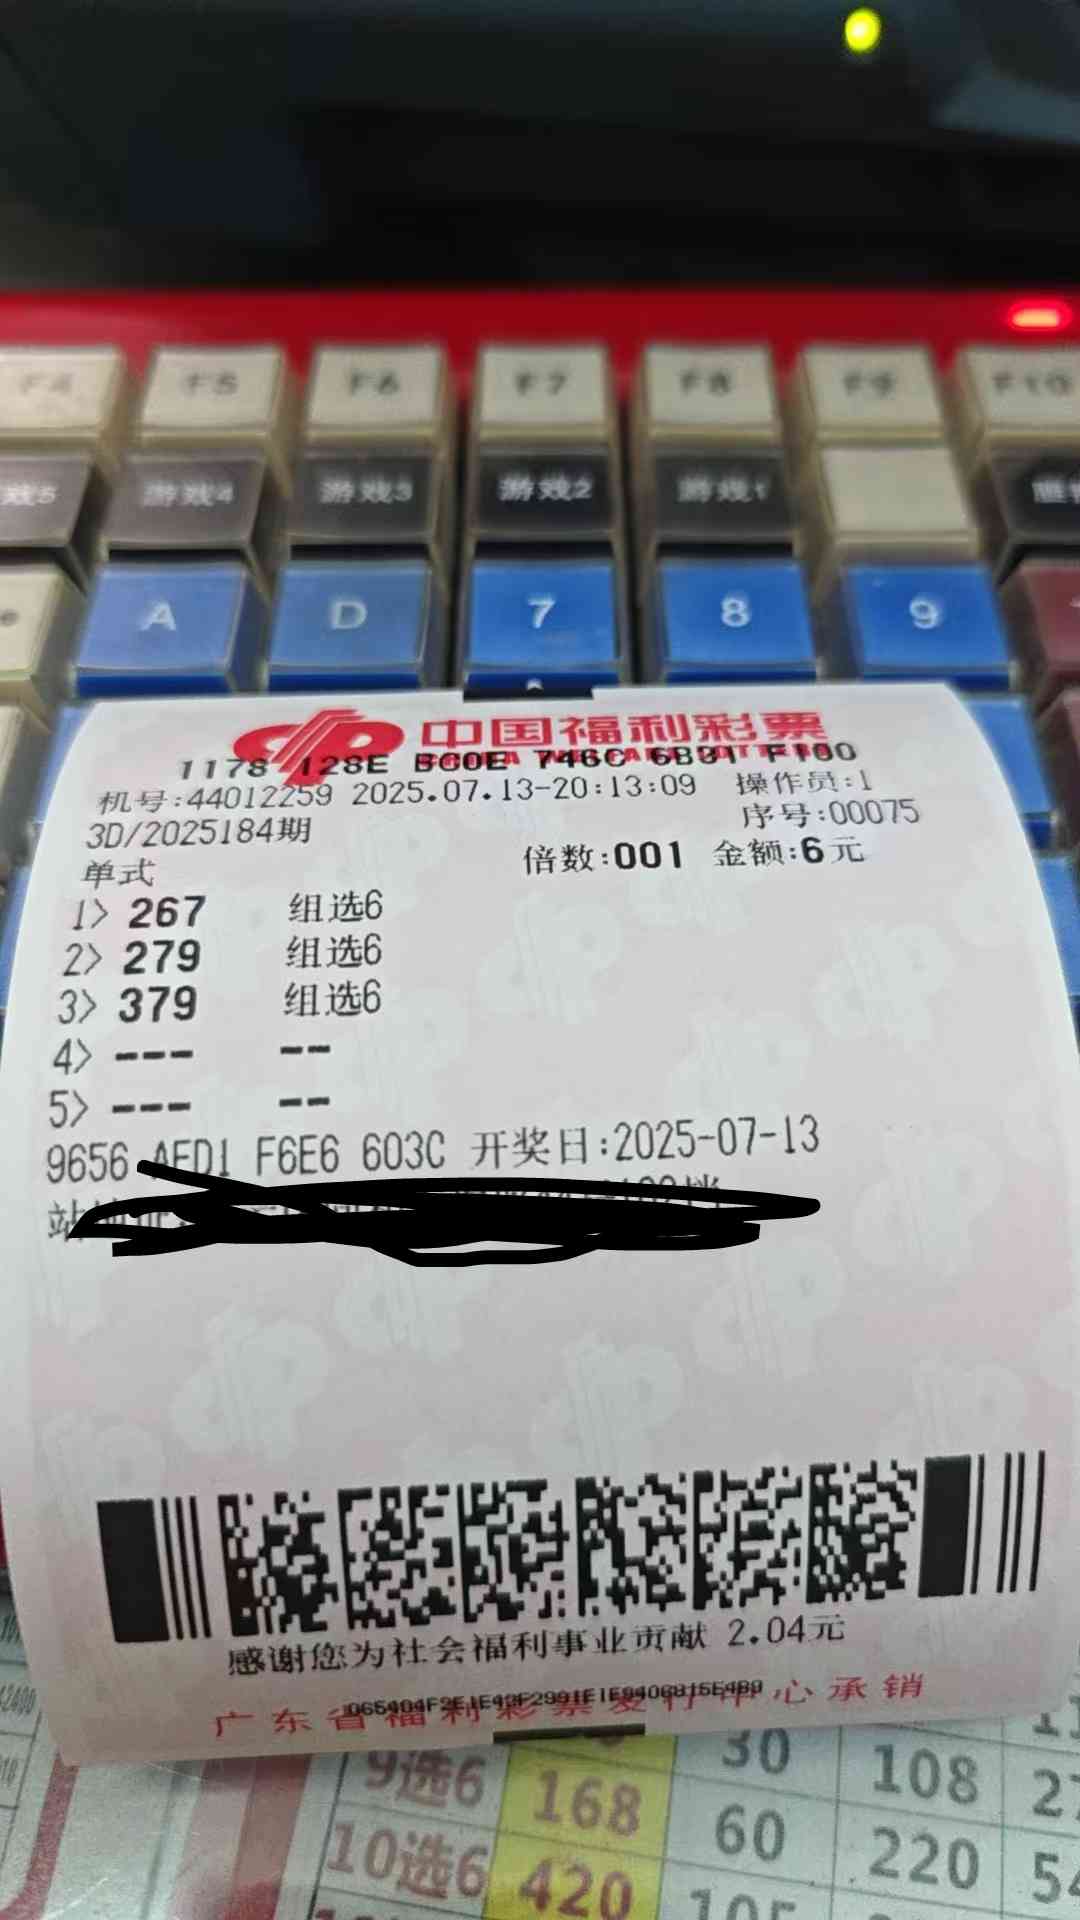 F4 F5 F6 F7 F8 F9 F10
游戏5 游戏4 游戏3 游戏2 游戏1
A D 7 8 9
中国福利彩票
1178 128E BC0E 746C 6B31 F100
机号:44012259 2025.07.13-20:13:09 操作员:1
3D/2025184期 序号:00075
单式 倍数:001 金额:6元
1> 267 组选6
2> 279 组选6
3> 379 组选6
4> --- --
5> --- --
9656 AED1 F6E6 603C 开奖日:2025-07-13
感谢您为社会福利事业贡献 2.04元
广东省福利彩票发行中心承销
9选6 168 30 108
10选6 420 60 220